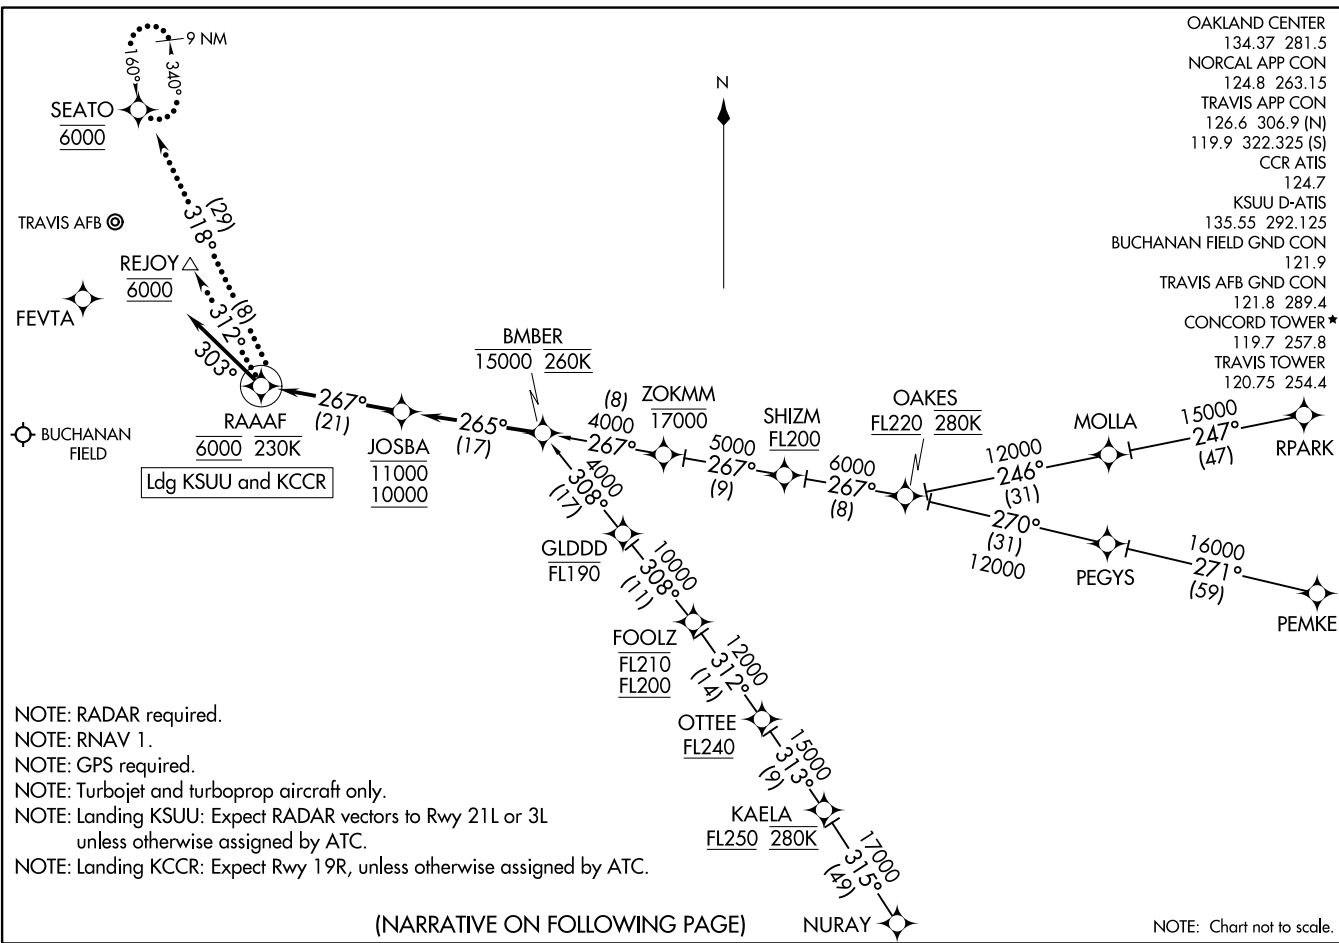 OAKLAND CENTER
134.37 281.5
NORCAL APP CON
124.8 263.15
TRAVIS APP CON
126.6 306.9 (N)
119.9 322.325 (S)
CCR ATIS
124.7
KSUU D-ATIS
135.55 292.125
BUCHANAN FIELD GND CON
121.9
TRAVIS AFB GND CON
121.8 289.4
CONCORD TOWER★
119.7 257.8
TRAVIS TOWER
120.75 254.4
N
9 NM
160°
340°
SEATO
6000
(29)
318°
TRAVIS AFB
REJOY
6000
(8)
312°
FEVTA
303°
BUCHANAN
FIELD
RAAAF
6000 230K
Ldg KSUU and KCCR
267°
(21)
JOSBA
11000
10000
265°
(17)
BMBER
15000 260K
(8)
4000
267°
ZOKMM
17000
5000
267°
(9)
SHIZM
FL200
6000
267°
(8)
OAKES
FL220 280K
12000
246°
(31)
MOLLA
15000
247°
(47)
RPARK
270°
(31)
12000
PEGYS
16000
271°
(59)
PEMKE
4000
308°
(17)
GLDDD
FL190
10000
308°
(11)
FOOLZ
FL210
FL200
12000
312°
(14)
OTTEE
FL240
15000
313°
(9)
KAELA
FL250 280K
17000
315°
(49)
NURAY
NOTE: RADAR required.
NOTE: RNAV 1.
NOTE: GPS required.
NOTE: Turbojet and turboprop aircraft only.
NOTE: Landing KSUU: Expect RADAR vectors to Rwy 21L or 3L
unless otherwise assigned by ATC.
NOTE: Landing KCCR: Expect Rwy 19R, unless otherwise assigned by ATC.
(NARRATIVE ON FOLLOWING PAGE)
NOTE: Chart not to scale.